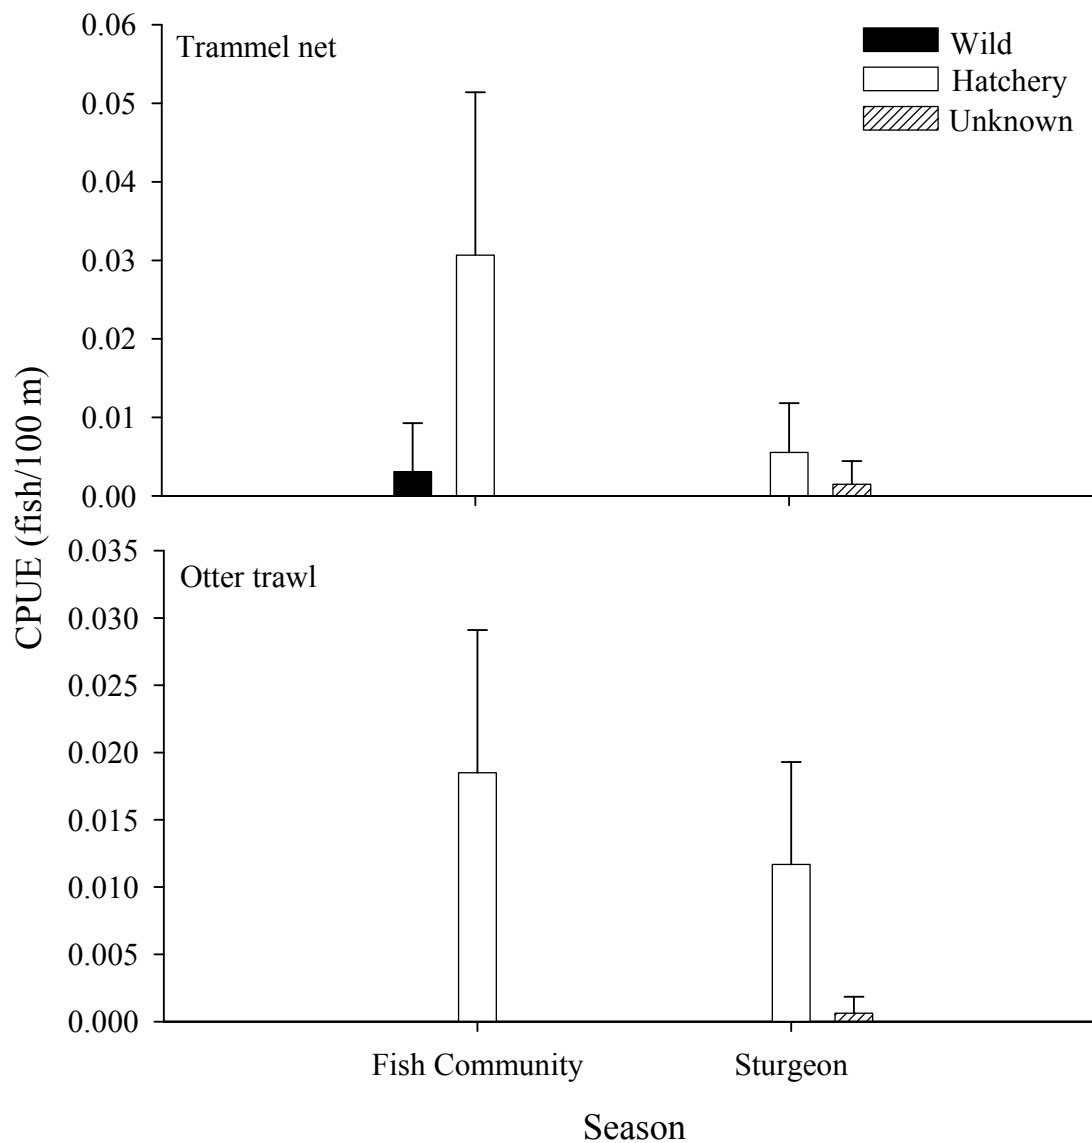 Trammel net
Wild
Hatchery
Unknown
0.06
0.05
0.04
0.03
0.02
0.01
0.00
CPUE (fish/100 m)
Otter trawl
0.035
0.030
0.025
0.020
0.015
0.010
0.005
0.000
Fish Community Sturgeon
Season